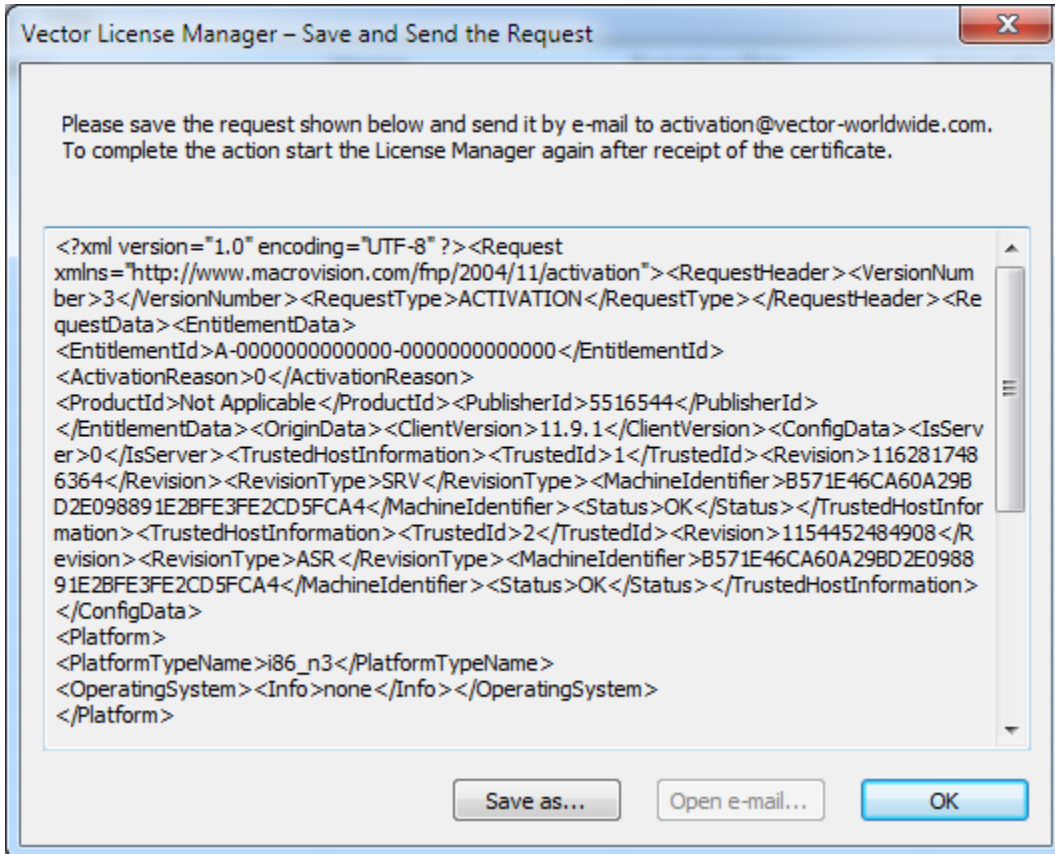 Vector License Manager – Save and Send the Request
Please save the request shown below and send it by e-mail to activation@vector-worldwide.com.
To complete the action start the License Manager again after receipt of the certificate.
<?xml version="1.0" encoding="UTF-8" ?><Request
xmlns="http://www.macrovision.com/fnp/2004/11/activation"><RequestHeader><VersionNum
ber>3</VersionNumber><RequestType>ACTIVATION</RequestType></RequestHeader><Re
questData><EntitlementData>
<EntitlementId>A-0000000000000-0000000000000</EntitlementId>
<ActivationReason>0</ActivationReason>
<ProductId>Not Applicable</ProductId><PublisherId>5516544</PublisherId>
</EntitlementData><OriginData><ClientVersion>11.9.1</ClientVersion><ConfigData><IsServ
er>0</IsServer><TrustedHostInformation><TrustedId>1</TrustedId><Revision>116281748
6364</Revision><RevisionType>SRV</RevisionType><MachineIdentifier>B571E46CA60A29B
D2E098891E2BFE3FE2CD5FCA4</MachineIdentifier><Status>OK</Status></TrustedHostInfor
mation><TrustedHostInformation><TrustedId>2</TrustedId><Revision>1154452484908</R
evision><RevisionType>ASR</RevisionType><MachineIdentifier>B571E46CA60A29BD2E0988
91E2BFE3FE2CD5FCA4</MachineIdentifier><Status>OK</Status></TrustedHostInformation>
</ConfigData>
<Platform>
<PlatformTypeName>i86_n3</PlatformTypeName>
<OperatingSystem><Info>none</Info></OperatingSystem>
</Platform>
Save as...
Open e-mail...
OK